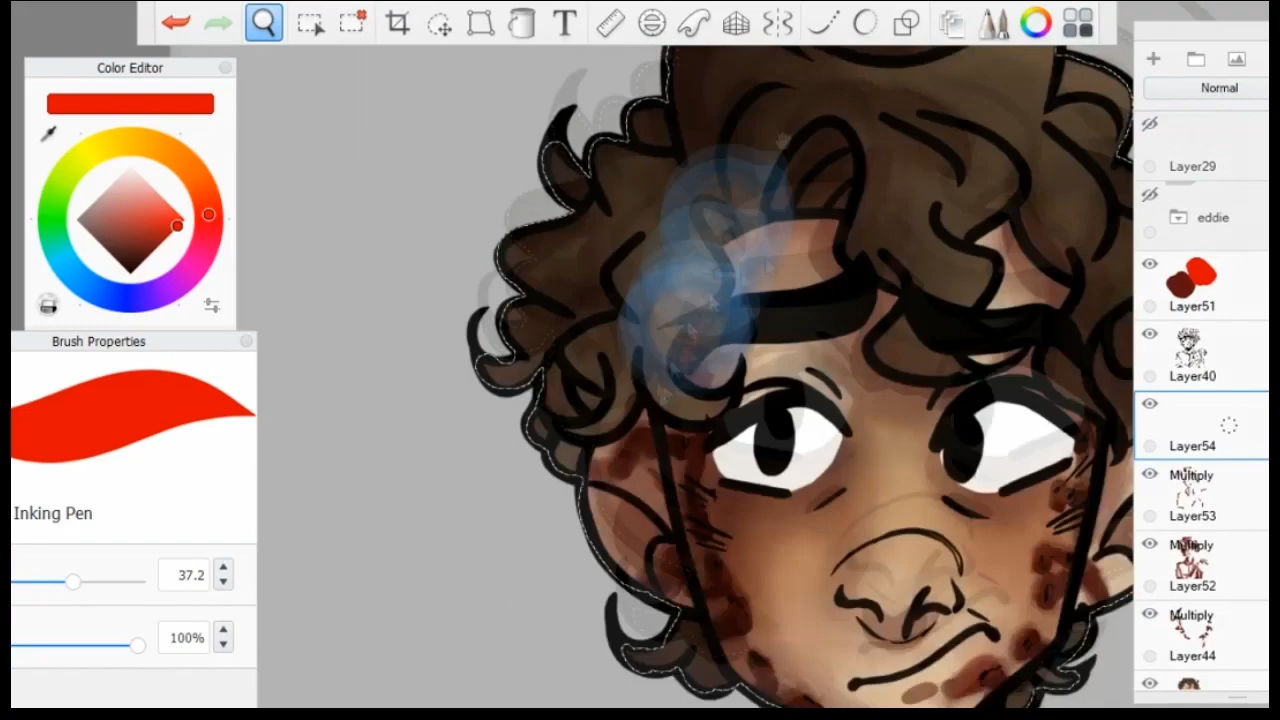 T
Color Editor
Brush Properties
Inking Pen
37.2
100%
Normal
Layer29
eddie
Layer51
Layer40
Layer54
Multiply
Layer53
Multiply
Layer52
Multiply
Layer44